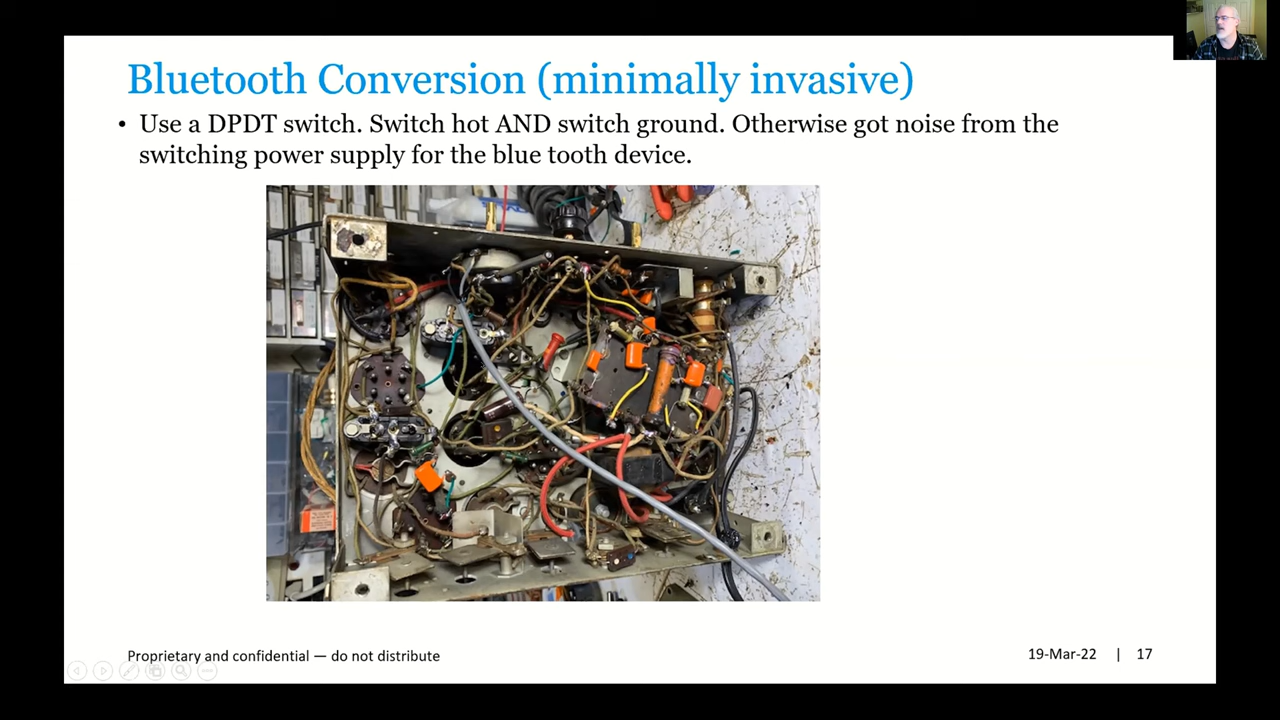 Bluetooth Conversion (minimally invasive)
• Use a DPDT switch. Switch hot AND switch ground. Otherwise got noise from the
switching power supply for the blue tooth device.
Proprietary and confidential — do not distribute
19-Mar-22 | 17